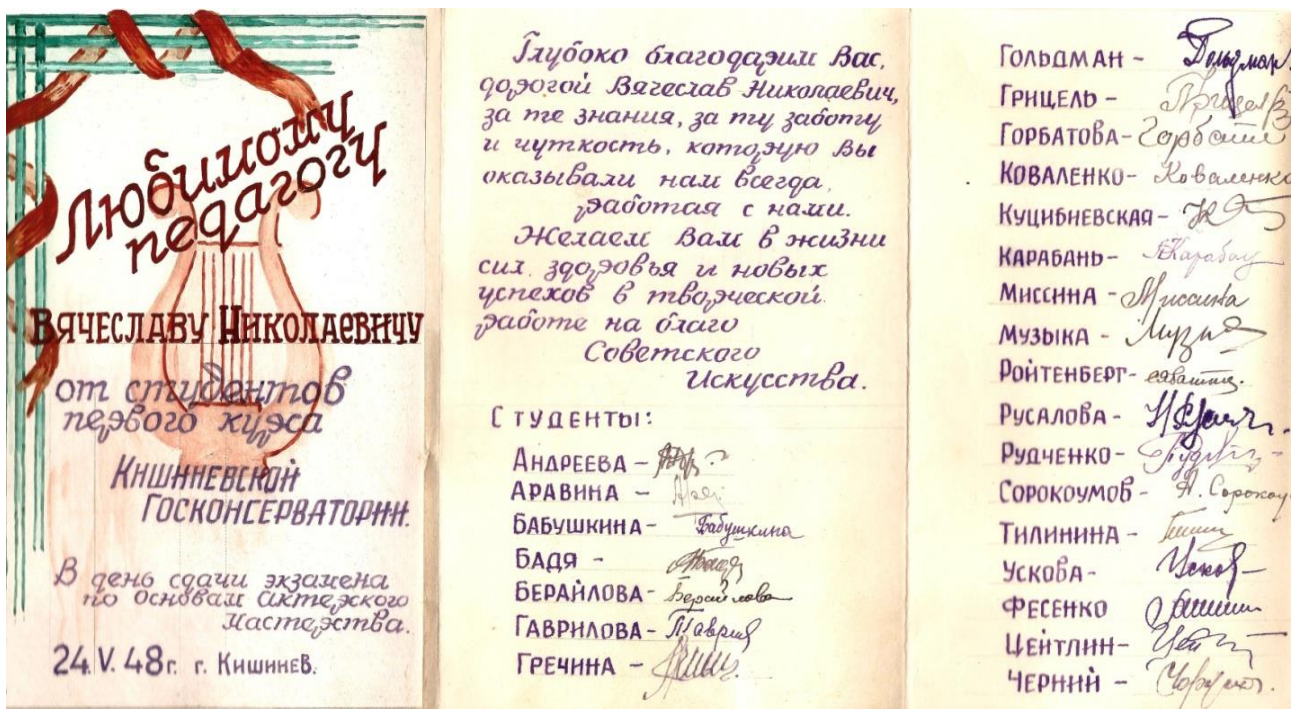 Любимому
педагогу
Вячеславу Николаевичу
от студентов
первого курса
Кишиневской
Госконсерватории.
В день сдачи экзамена
по основам актерского
мастерства.
24. V. 48 г. г. Кишинев.
Глубоко благодарим Вас,
дорогой Вячеслав Николаевич,
за те знания, за ту заботу
и чуткость, которую Вы
оказывали нам всегда,
работая с нами.
Желаем Вам в жизни
сил, здоровья и новых
успехов в творческой
работе на благо
Советского
Искусства.
Студенты:
Андреева –
Аравина –
Бабушкина – Бабушкина
Бадя –
Берайлова – Берайлова
Гаврилова – Гаврил
Гречина –
Гольдман – Гольдман.
Грицель –
Горбатова –
Коваленко – Коваленко
Куцибневская –
Карабань –
Миссина – Миссина
Музыка –
Ройтенберг –
Русалова –
Рудченко –
Сорокоумов – А. Сорокоу
Тилинина –
Ускова –
Фесенко
Цейтлин –
Черний –